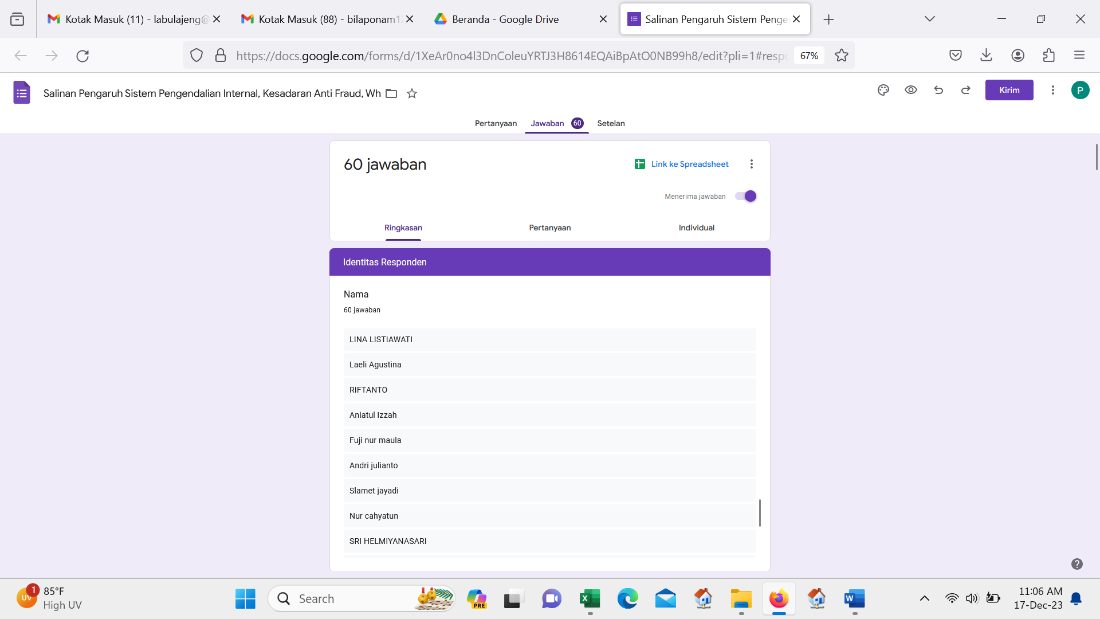 Kotak Masuk (11) - labulajeng@
Kotak Masuk (88) - bilaponam1
Beranda - Google Drive
Salinan Pengaruh Sistem Penge
https://docs.google.com/forms/d/1XeAr0no4l3DnColeuYRTJ3H8614EQAiBpAtO0NB99h8/edit?pli=1#resp
67%
Salinan Pengaruh Sistem Pengendalian Internal, Kesadaran Anti Fraud, Wh
Kirim
P
Pertanyaan Jawaban 60 Setelan
60 jawaban
Link ke Spreadsheet
Menerima jawaban
Ringkasan Pertanyaan Individual
Identitas Responden
Nama
60 jawaban
LINA LISTIAWATI
Laeli Agustina
RIFTANTO
Aniatul Izzah
Fuji nur maula
Andri julianto
Slamet jayadi
Nur cahyatun
SRI HELMIYANASARI
UV 1
85°F
High UV
Search
PRE
11:06 AM
17-Dec-23